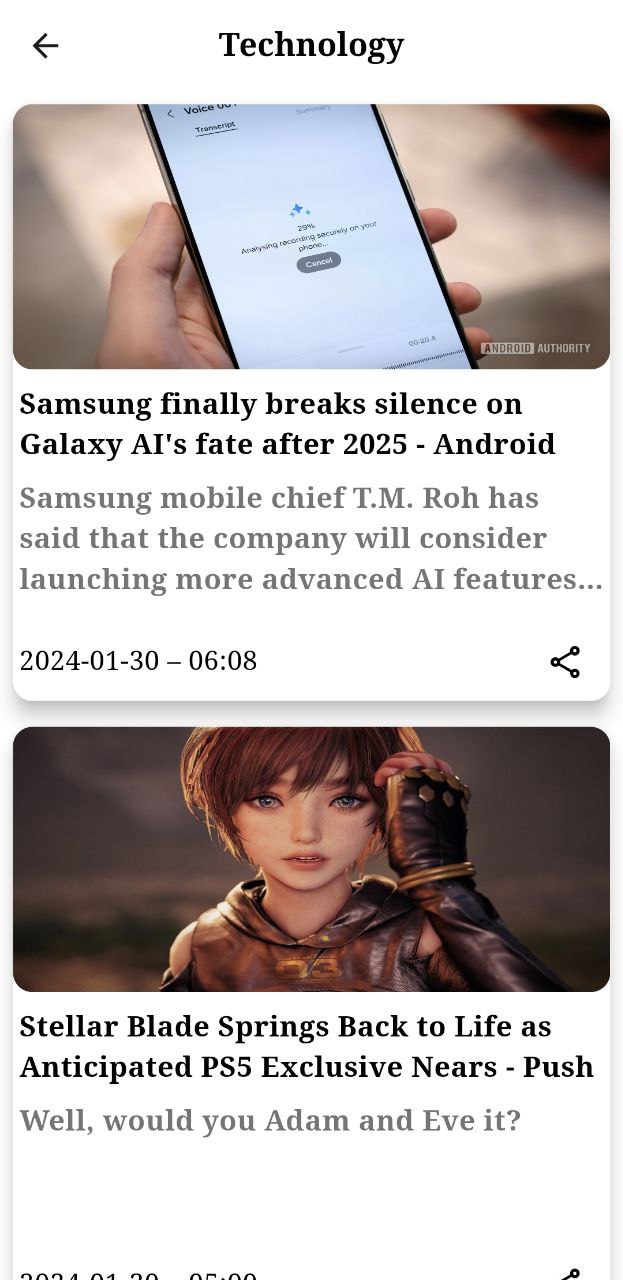 Technology
Voice 001
Transcript
Summary
29%
Analysing recording securely on your
phone...
Cancel
00:20.4
ANDROID AUTHORITY
Samsung finally breaks silence on
Galaxy AI's fate after 2025 - Android
Samsung mobile chief T.M. Roh has
said that the company will consider
launching more advanced AI features...
2024-01-30 – 06:08
03
Stellar Blade Springs Back to Life as
Anticipated PS5 Exclusive Nears - Push
Well, would you Adam and Eve it?